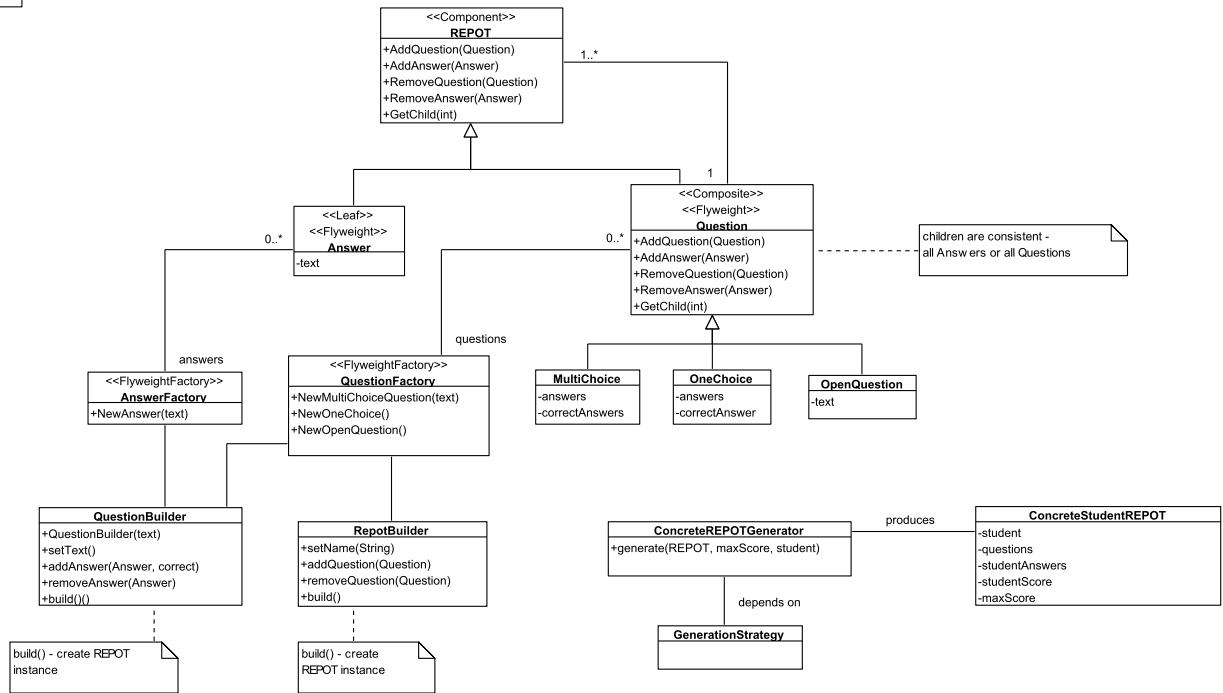 <<Component>>
REPOT
+AddQuestion(Question)
+AddAnswer(Answer)
+RemoveQuestion(Question)
+RemoveAnswer(Answer)
+GetChild(int)
1..*
1
<<Leaf>>
<<Flyweight>>
Answer
-text
0..*
<<Composite>>
<<Flyweight>>
Question
+AddQuestion(Question)
+AddAnswer(Answer)
+RemoveQuestion(Question)
+RemoveAnswer(Answer)
+GetChild(int)
0..*
children are consistent -
all Answers or all Questions
answers
questions
<<FlyweightFactory>>
AnswerFactory
+NewAnswer(text)
<<FlyweightFactory>>
QuestionFactory
+NewMultiChoiceQuestion(text)
+NewOneChoice()
+NewOpenQuestion()
MultiChoice
-answers
-correctAnswers
OneChoice
-answers
-correctAnswer
OpenQuestion
-text
QuestionBuilder
+QuestionBuilder(text)
+setText()
+addAnswer(Answer, correct)
+removeAnswer(Answer)
+build()()
RepotBuilder
+setName(String)
+addQuestion(Question)
+removeQuestion(Question)
+build()
ConcreteREPOTGenerator
+generate(REPOT, maxScore, student)
produces
ConcreteStudentREPOT
-student
-questions
-studentAnswers
-studentScore
-maxScore
depends on
GenerationStrategy
build() - create REPOT
instance
build() - create
REPOT instance